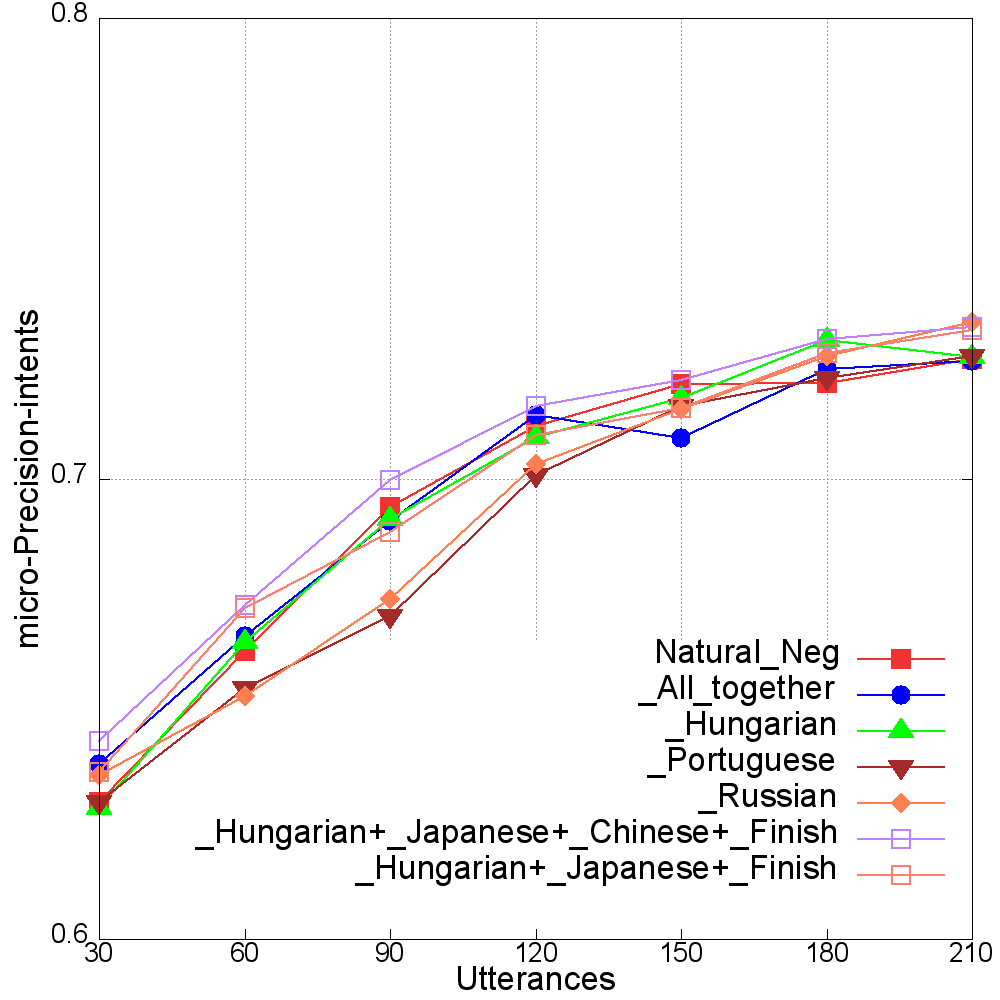 0.8
0.7
0.6
micro-Precision-intents
Natural_Neg
_All_together
_Hungarian
_Portuguese
_Russian
_Hungarian+_Japanese+_Chinese+_Finish
_Hungarian+_Japanese+_Finish
30 60 90 120 150 180 210
Utterances